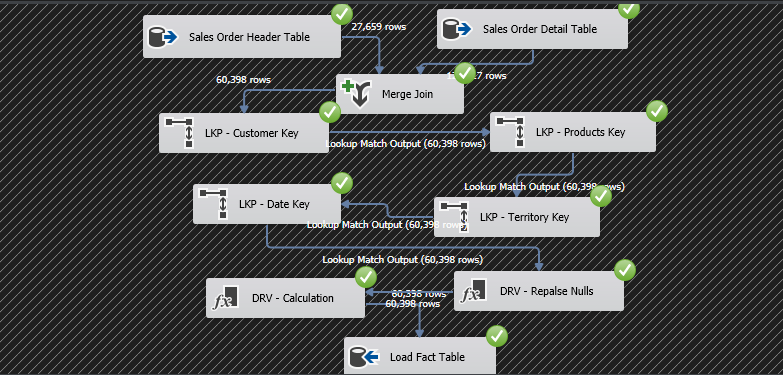 Sales Order Header Table
27,659 rows
Sales Order Detail Table
rows
60,398 rows
Merge Join
LKP - Customer Key
LKP - Products Key
Lookup Match Output (60,398 rows)
Lookup Match Output (60,398 rows)
LKP - Date Key
LKP - Territory Key
Lookup Match Output (60,398 rows)
Lookup Match Output (60,398 rows)
DRV - Calculation
60,398 rows
DRV - Repalse Nulls
60,398 rows
Load Fact Table